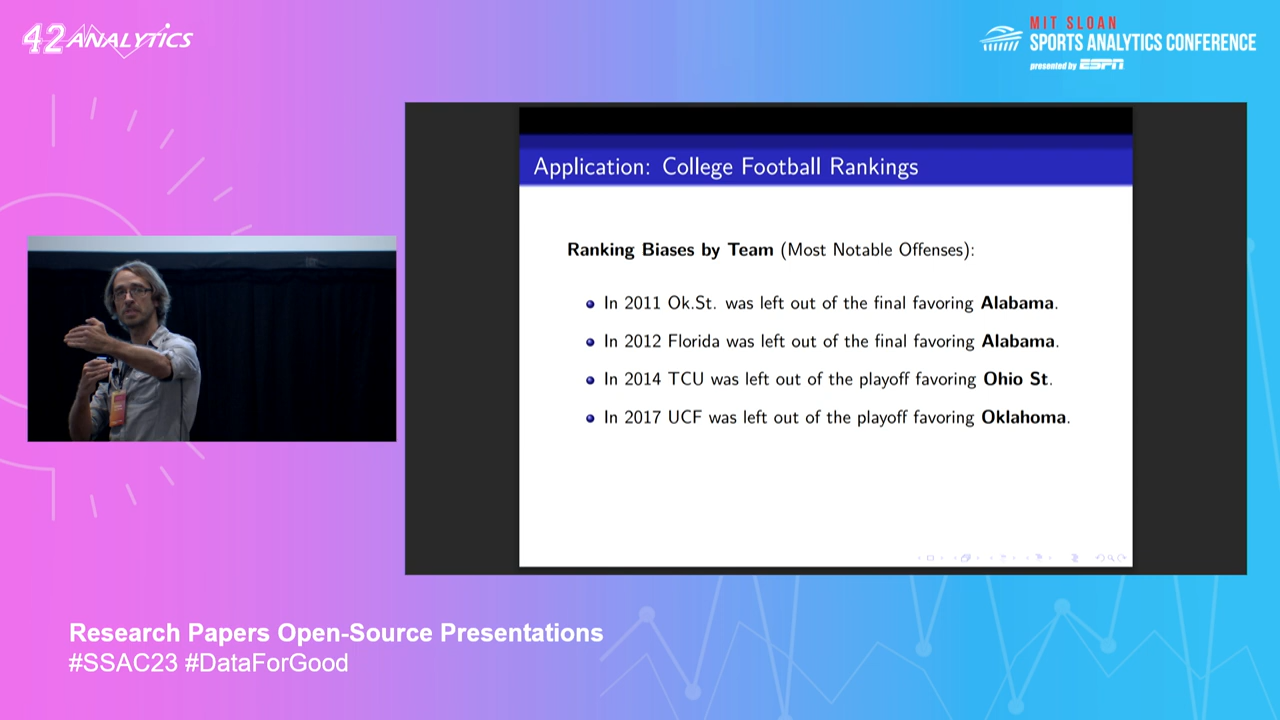 42 ANALYTICS
MIT SLOAN
SPORTS ANALYTICS CONFERENCE
presented by ESPN
Application: College Football Rankings
Ranking Biases by Team (Most Notable Offenses):
In 2011 Ok.St. was left out of the final favoring Alabama.
In 2012 Florida was left out of the final favoring Alabama.
In 2014 TCU was left out of the playoff favoring Ohio St.
In 2017 UCF was left out of the playoff favoring Oklahoma.
Research Papers Open-Source Presentations
#SSAC23 #DataForGood